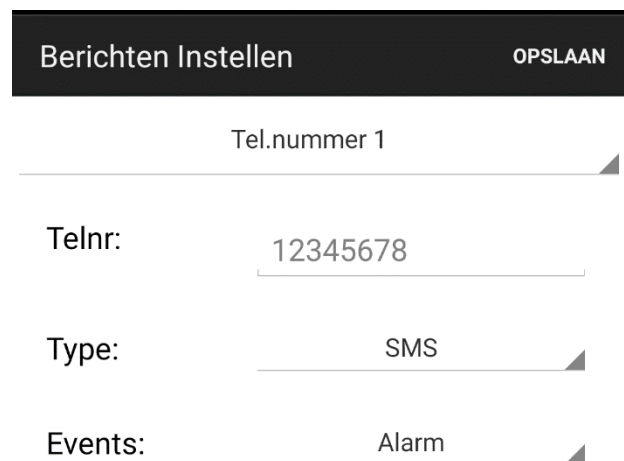 Berichten Instellen OPSLAAN
Tel.nummer 1
Telnr: 12345678
Type: SMS
Events: Alarm